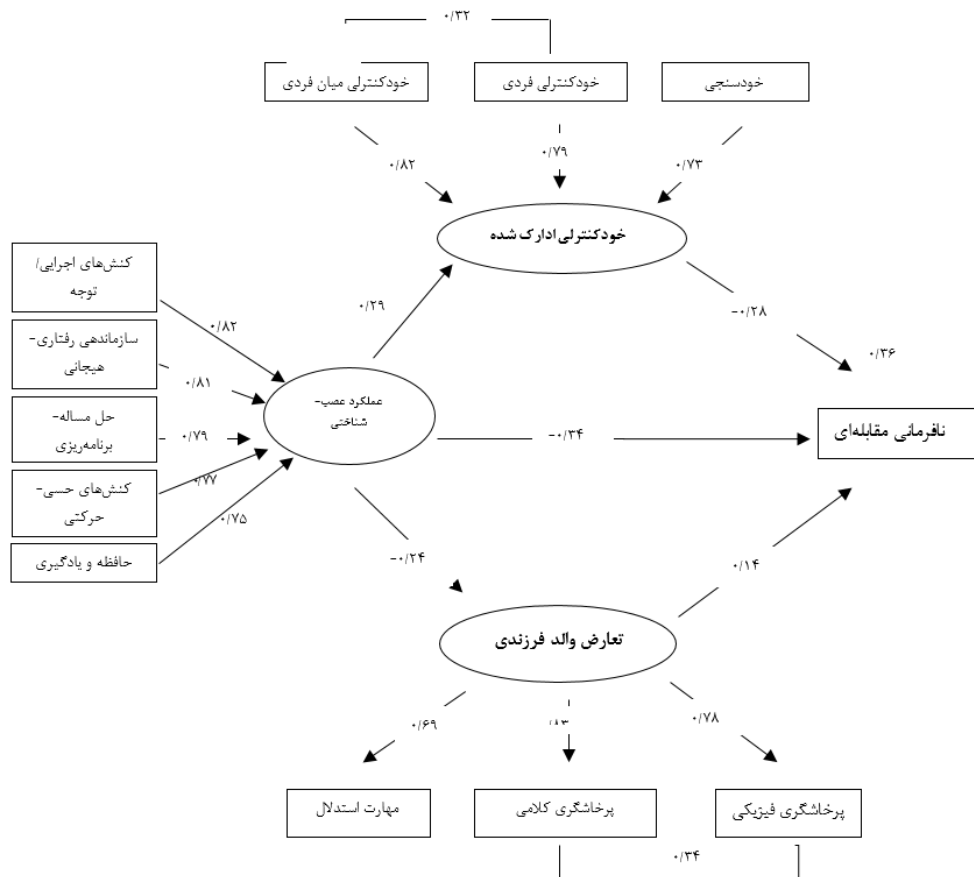 ۰/۳۲
خودکنترلی میان فردی
خودکنترلی فردی
خودسنجی
۰/۸۲
۰/۷۹
۰/۷۳
خودکنترلی ادارک شده
کنش‌های اجرایی/
توجه
۰/۸۲
سازماندهی رفتاری-
هیجانی
۰/۸۱
حل مساله-
برنامه‌ریزی
۰/۷۹
کنش‌های حسی-
حرکتی
۰/۷۷
حافظه و یادگیری
۰/۷۵
عملکرد عصب-
شناختی
۰/۲۹
-۰/۲۸
۰/۳۶
-۰/۳۴
نافرمانی مقابله‌ای
-۰/۲۴
۰/۱۴
تعارض والد فرزندی
۰/۶۹
۰/۸۳
۰/۷۸
مهارت استدلال
پرخاشگری کلامی
پرخاشگری فیزیکی
۰/۳۴